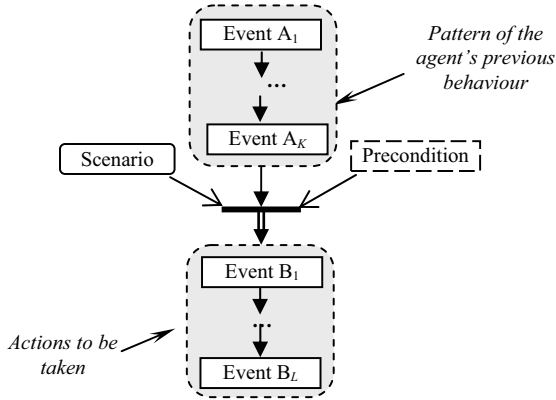 Event A1
...
Event AK
Pattern of the
agent's previous
behaviour
Scenario
Precondition
Event B1
...
Event BL
Actions to be
taken